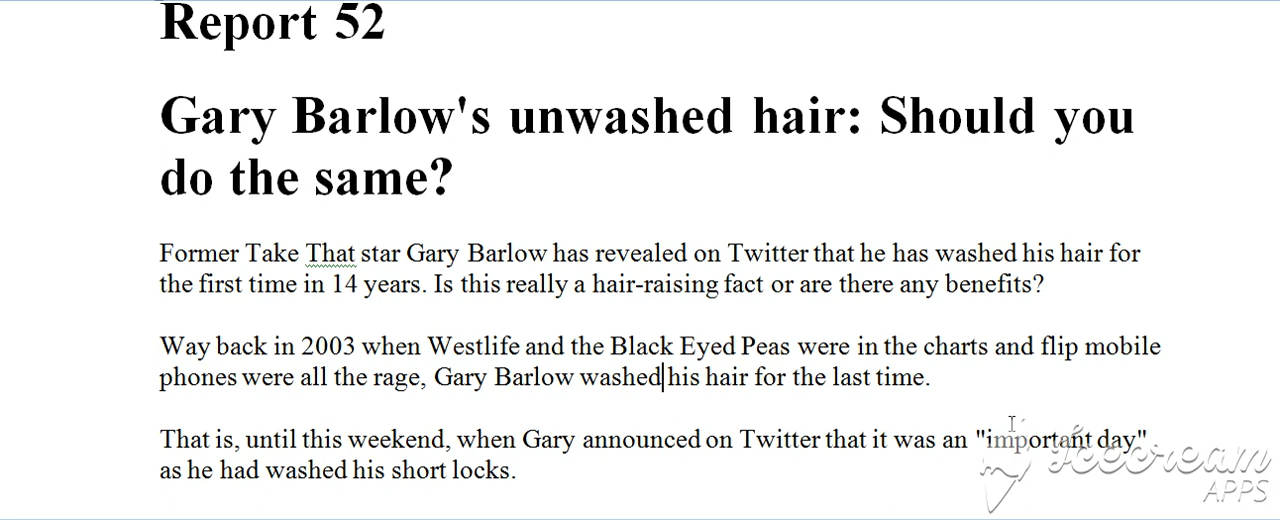 Report 52
Gary Barlow's unwashed hair: Should you
do the same?
Former Take That star Gary Barlow has revealed on Twitter that he has washed his hair for
the first time in 14 years. Is this really a hair-raising fact or are there any benefits?
Way back in 2003 when Westlife and the Black Eyed Peas were in the charts and flip mobile
phones were all the rage, Gary Barlow washed his hair for the last time.
That is, until this weekend, when Gary announced on Twitter that it was an "important day"
as he had washed his short locks.
Icecream
APPS